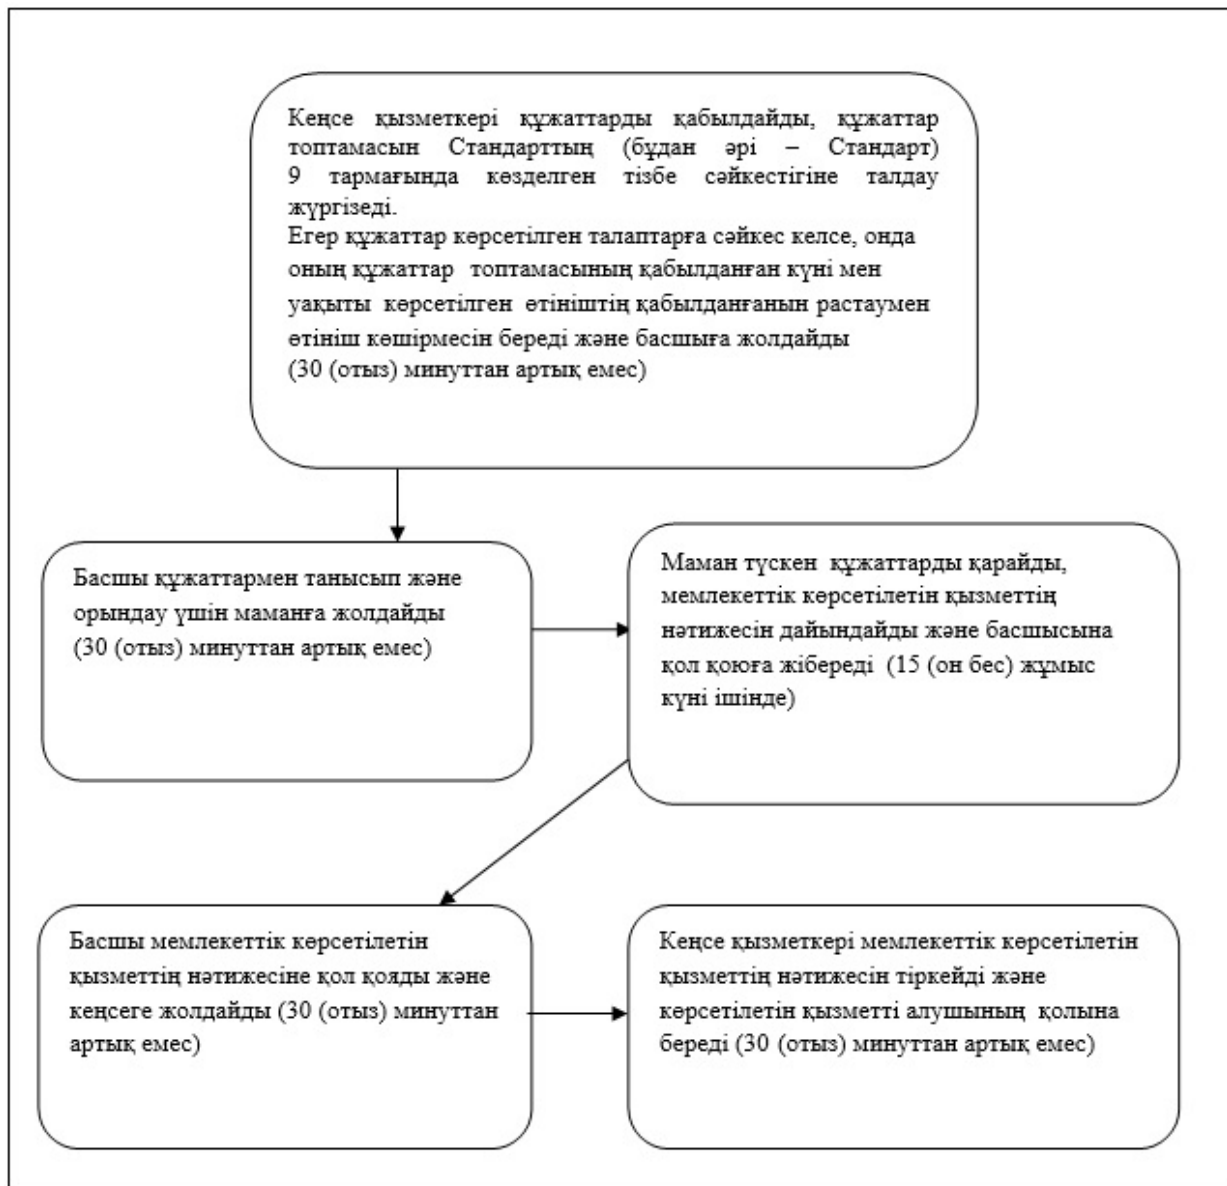 Кеңсе қызметкері құжаттарды қабылдайды, құжаттар
топтамасын Стандарттың (бұдан әрі – Стандарт)
9 тармағында көзделген тізбе сәйкестігіне талдау
жүргізеді.
Егер құжаттар көрсетілген талаптарға сәйкес келсе, онда
оның құжаттар топтамасының қабылданған күні мен
уақыты көрсетілген өтініштің қабылданғанын растаумен
өтініш көшірмесін береді және басшыға жолдайды
(30 (отыз) минуттан артық емес)
Басшы құжаттармен танысып және
орындау үшін маманға жолдайды
(30 (отыз) минуттан артық емес)
Маман түскен құжаттарды қарайды,
мемлекеттік көрсетілетін қызметтің
нәтижесін дайындайды және басшысына
қол қоюға жібереді (15 (он бес) жұмыс
күні ішінде)
Басшы мемлекеттік көрсетілетін
қызметтің нәтижесіне қол қояды және
кеңсеге жолдайды (30 (отыз) минуттан
артық емес)
Кеңсе қызметкері мемлекеттік көрсетілетін
қызметтің нәтижесін тіркейді және
көрсетілетін қызметті алушының қолына
береді (30 (отыз) минуттан артық емес)